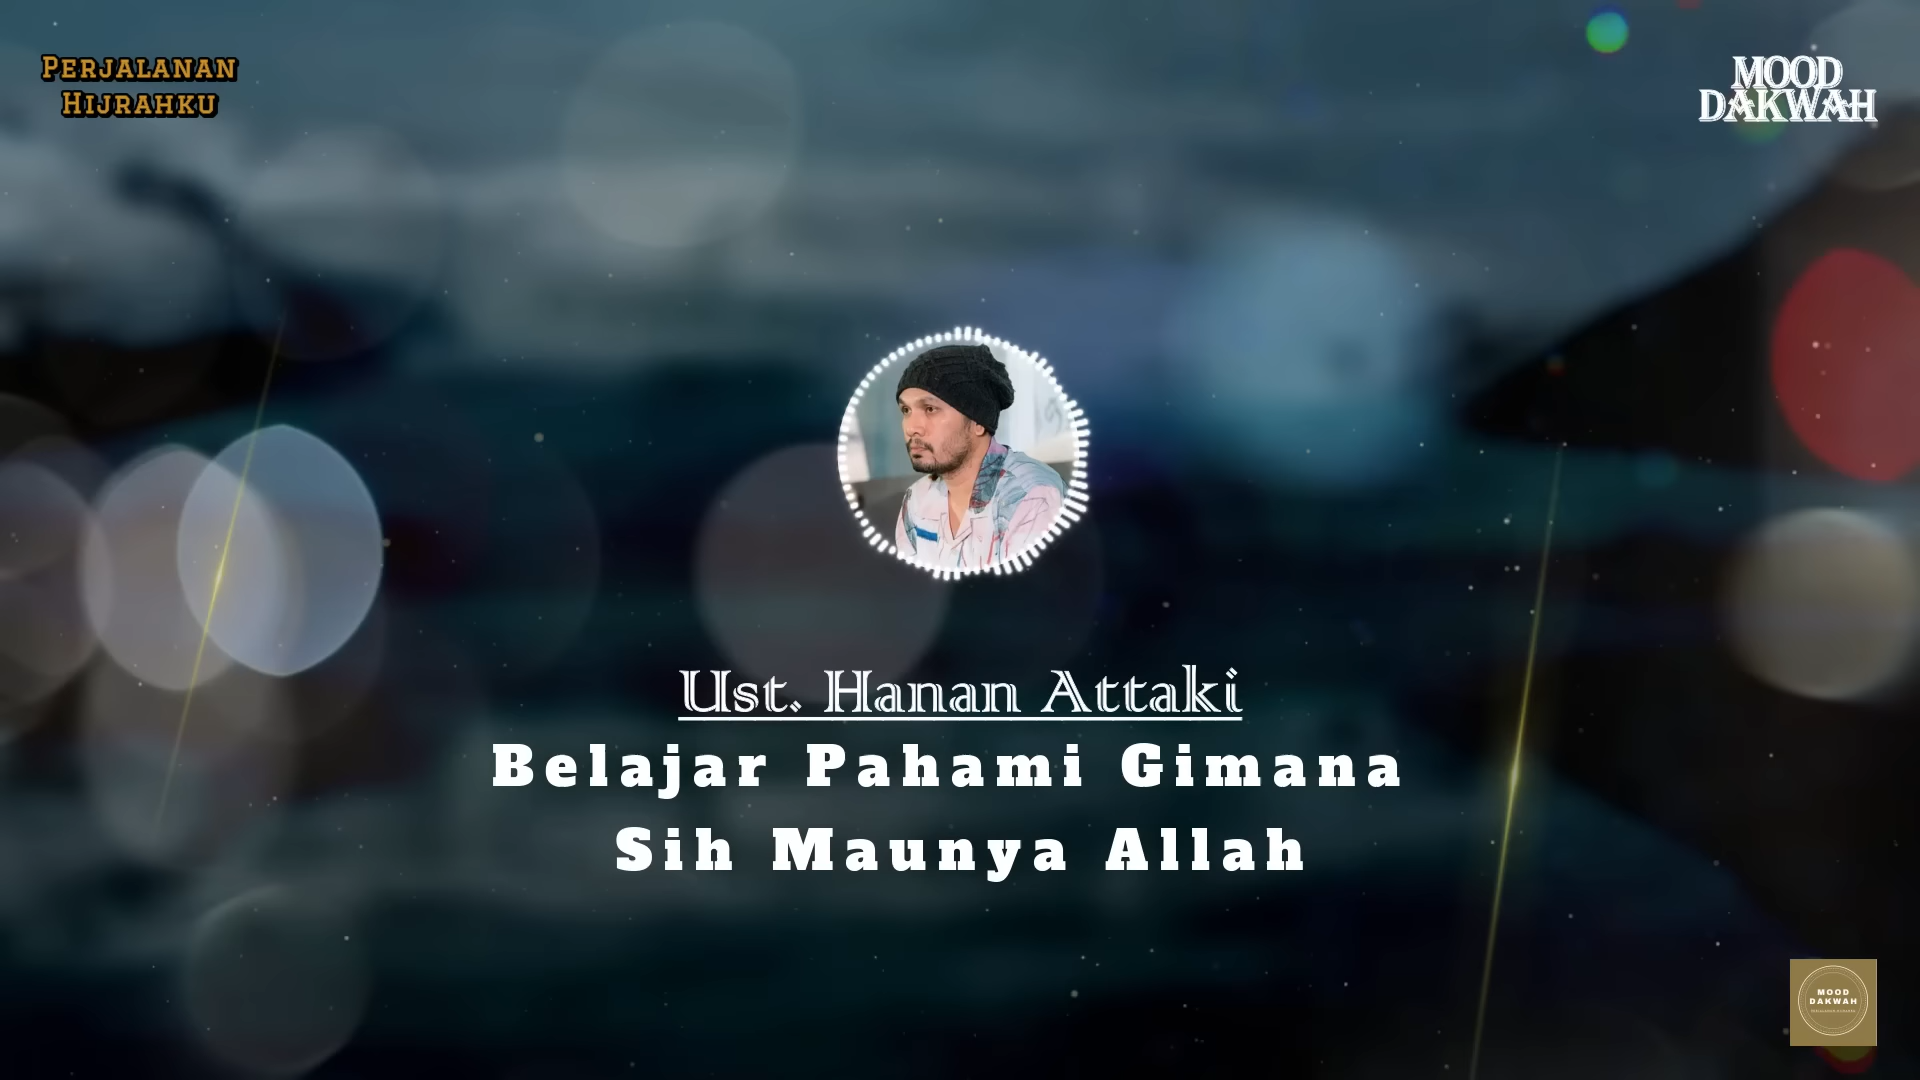 PERJALANAN
HIJRAHKU
MOOD
DAKWAH
Ust. Hanan Attaki
Belajar Pahami Gimana
Sih Maunya Allah
MOOD
DAKWAH